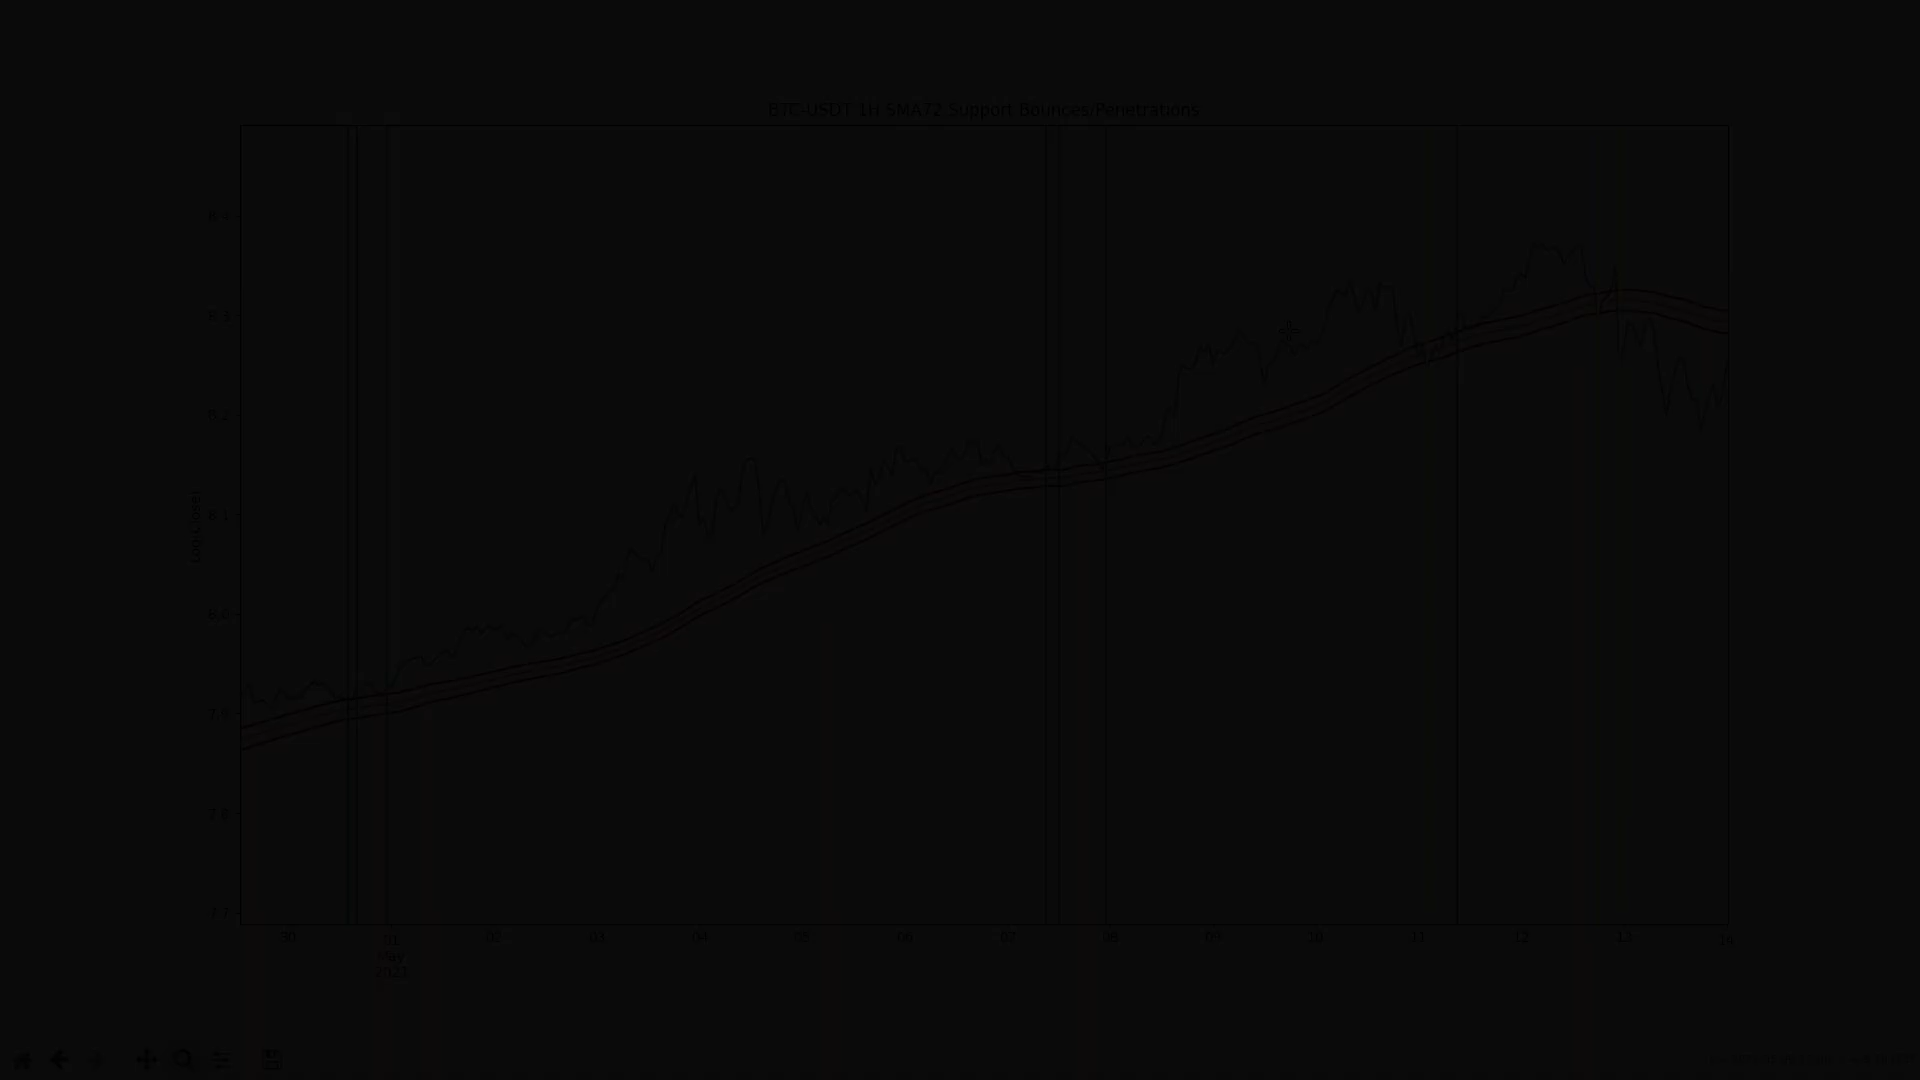 BTC-USDT 1H SMA72 Support Bounces/Penetrations
8.4
8.3
8.2
8.1
8.0
7.9
7.8
7.7
Log(Close)
30 01 02 03 04 05 06 07 08 09 10 11 12 13 14
May
2021